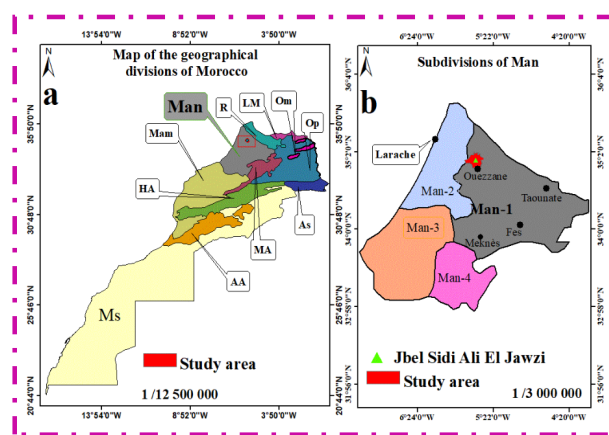 13°54'0"W 8°52'0"W 3°50'0"W
N
Map of the geographical
divisions of Morocco
a
Man
R
LM
Om
Op
Mam
HA
MA
As
AA
Ms
Study area
1 /12 500 000
35°50'0"N
30°48'0"N
25°46'0"N
20°44'0"N
35°50'0"N
30°48'0"N
25°46'0"N
20°44'0"N
13°54'0"W 8°52'0"W 3°50'0"W
6°24'0"W 5°22'0"W 4°20'0"W
N
Subdivisions of Man
b
Larache
Ouezzane
Taounate
Man-2
Man-1
Man-3
Fes
Meknès
Man-4
Jbel Sidi Ali El Jawzi
Study area
1 /3 000 000
36°4'0"N
35°2'0"N
34°0'0"N
32°58'0"N
31°56'0"N
36°4'0"N
35°2'0"N
34°0'0"N
32°58'0"N
31°56'0"N
6°24'0"W 5°22'0"W 4°20'0"W